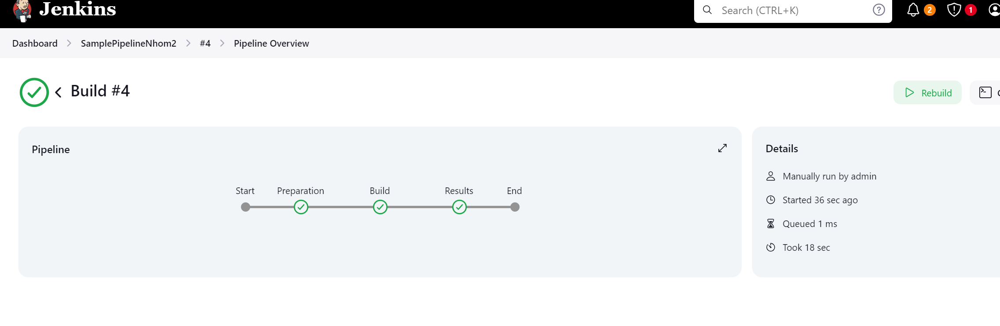 Jenkins
Search (CTRL+K)
2
1
Dashboard
SamplePipelineNhom2
#4
Pipeline Overview
Build #4
Rebuild
Pipeline
Start
Preparation
Build
Results
End
Details
Manually run by admin
Started 36 sec ago
Queued 1 ms
Took 18 sec